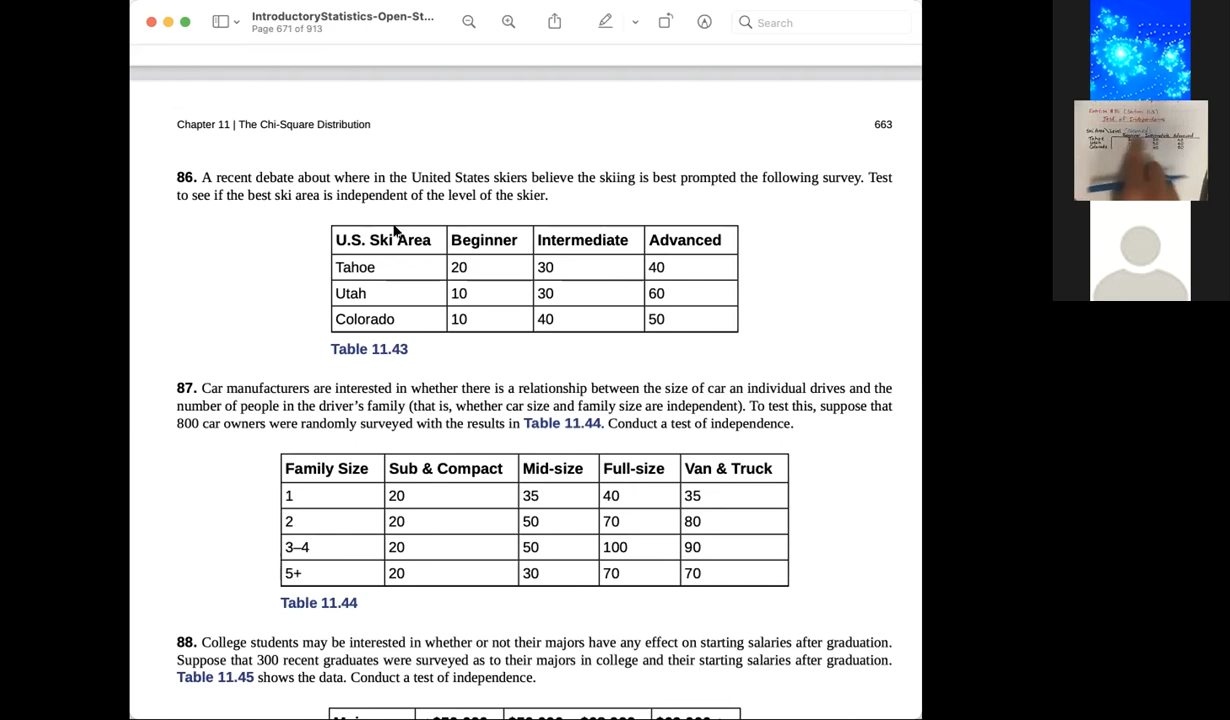 IntroductoryStatistics-Open-St...
Page 671 of 913
Search
Chapter 11 | The Chi-Square Distribution 663
86. A recent debate about where in the United States skiers believe the skiing is best prompted the following survey. Test
to see if the best ski area is independent of the level of the skier.
U.S. Ski Area Beginner Intermediate Advanced
Tahoe 20 30 40
Utah 10 30 60
Colorado 10 40 50
Table 11.43
87. Car manufacturers are interested in whether there is a relationship between the size of car an individual drives and the
number of people in the driver's family (that is, whether car size and family size are independent). To test this, suppose that
800 car owners were randomly surveyed with the results in Table 11.44. Conduct a test of independence.
Family Size Sub & Compact Mid-size Full-size Van & Truck
1 20 35 40 35
2 20 50 70 80
3–4 20 50 100 90
5+ 20 30 70 70
Table 11.44
88. College students may be interested in whether or not their majors have any effect on starting salaries after graduation.
Suppose that 300 recent graduates were surveyed as to their majors in college and their starting salaries after graduation.
Table 11.45 shows the data. Conduct a test of independence.
Test of Independence